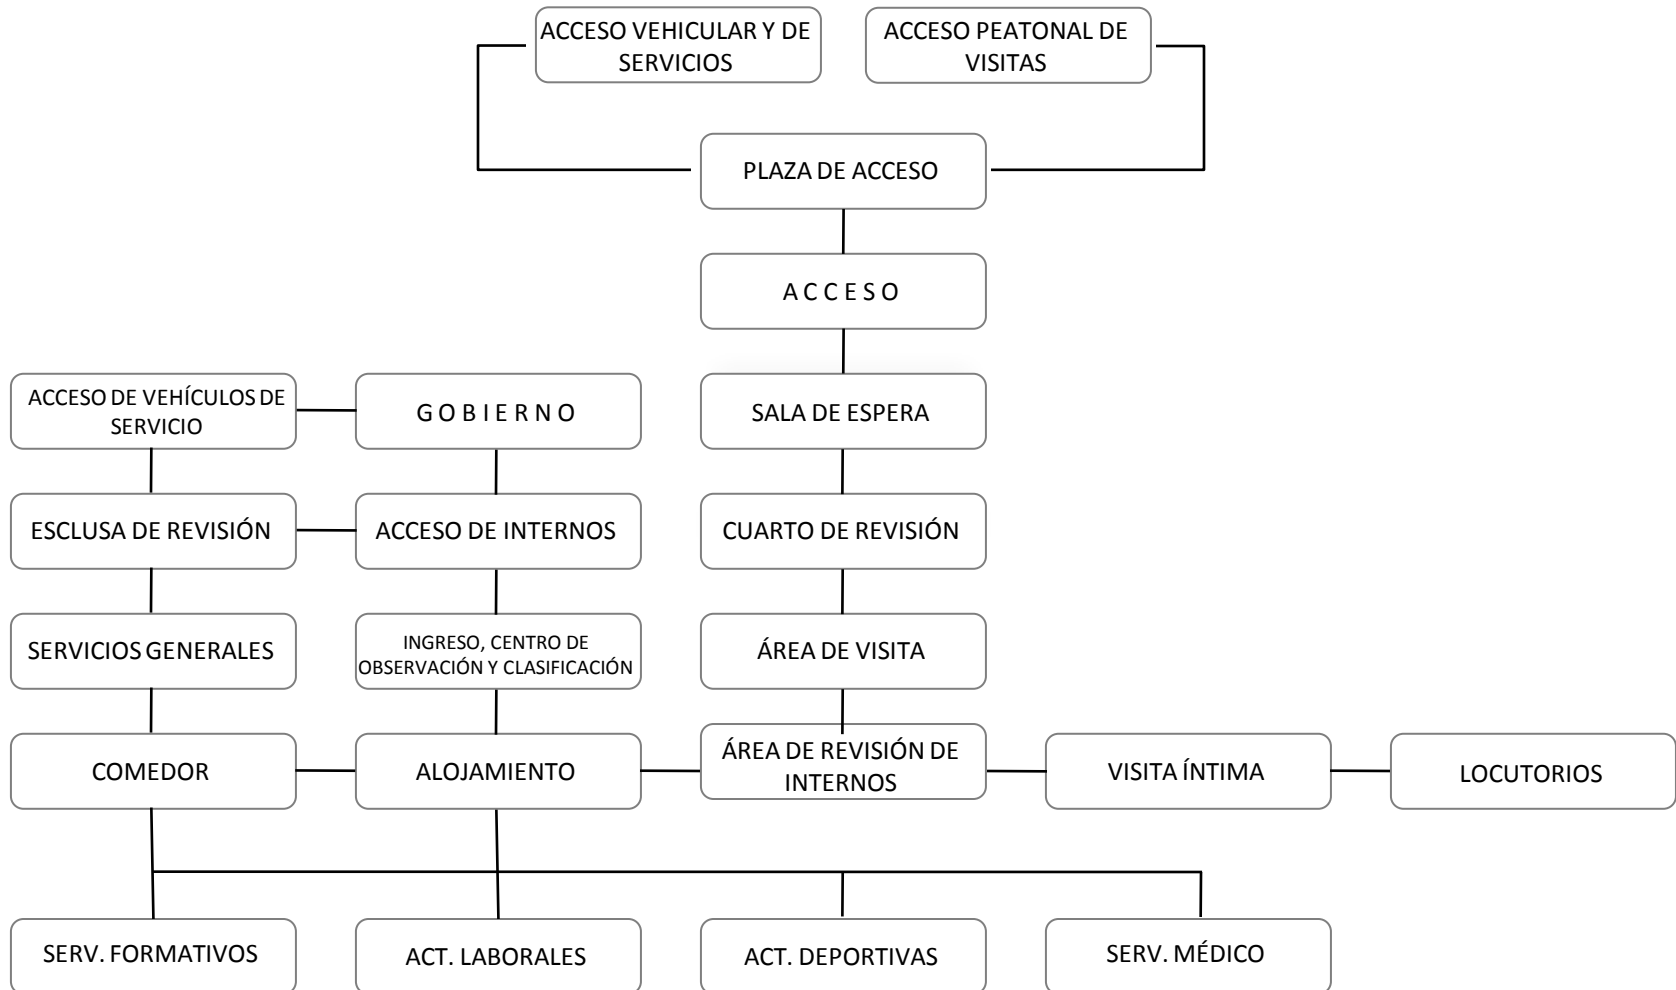 ACCESO VEHICULAR Y DE
SERVICIOS
ACCESO PEATONAL DE
VISITAS
PLAZA DE ACCESO
A C C E S O
ACCESO DE VEHÍCULOS DE
SERVICIO
G O B I E R N O
SALA DE ESPERA
ESCLUSA DE REVISIÓN
ACCESO DE INTERNOS
CUARTO DE REVISIÓN
SERVICIOS GENERALES
INGRESO, CENTRO DE
OBSERVACIÓN Y CLASIFICACIÓN
ÁREA DE VISITA
COMEDOR
ALOJAMIENTO
ÁREA DE REVISIÓN DE
INTERNOS
VISITA ÍNTIMA
LOCUTORIOS
SERV. FORMATIVOS
ACT. LABORALES
ACT. DEPORTIVAS
SERV. MÉDICO